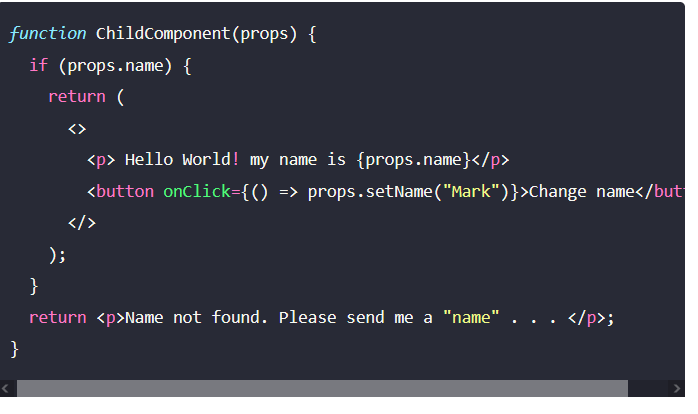 function ChildComponent(props) {
  if (props.name) {
    return (
      <>
        <p> Hello World! my name is {props.name}</p>
        <button onClick={() => props.setName("Mark")}>Change name</butt
      </>
    );
  }
  return <p>Name not found. Please send me a "name" . . . </p>;
}